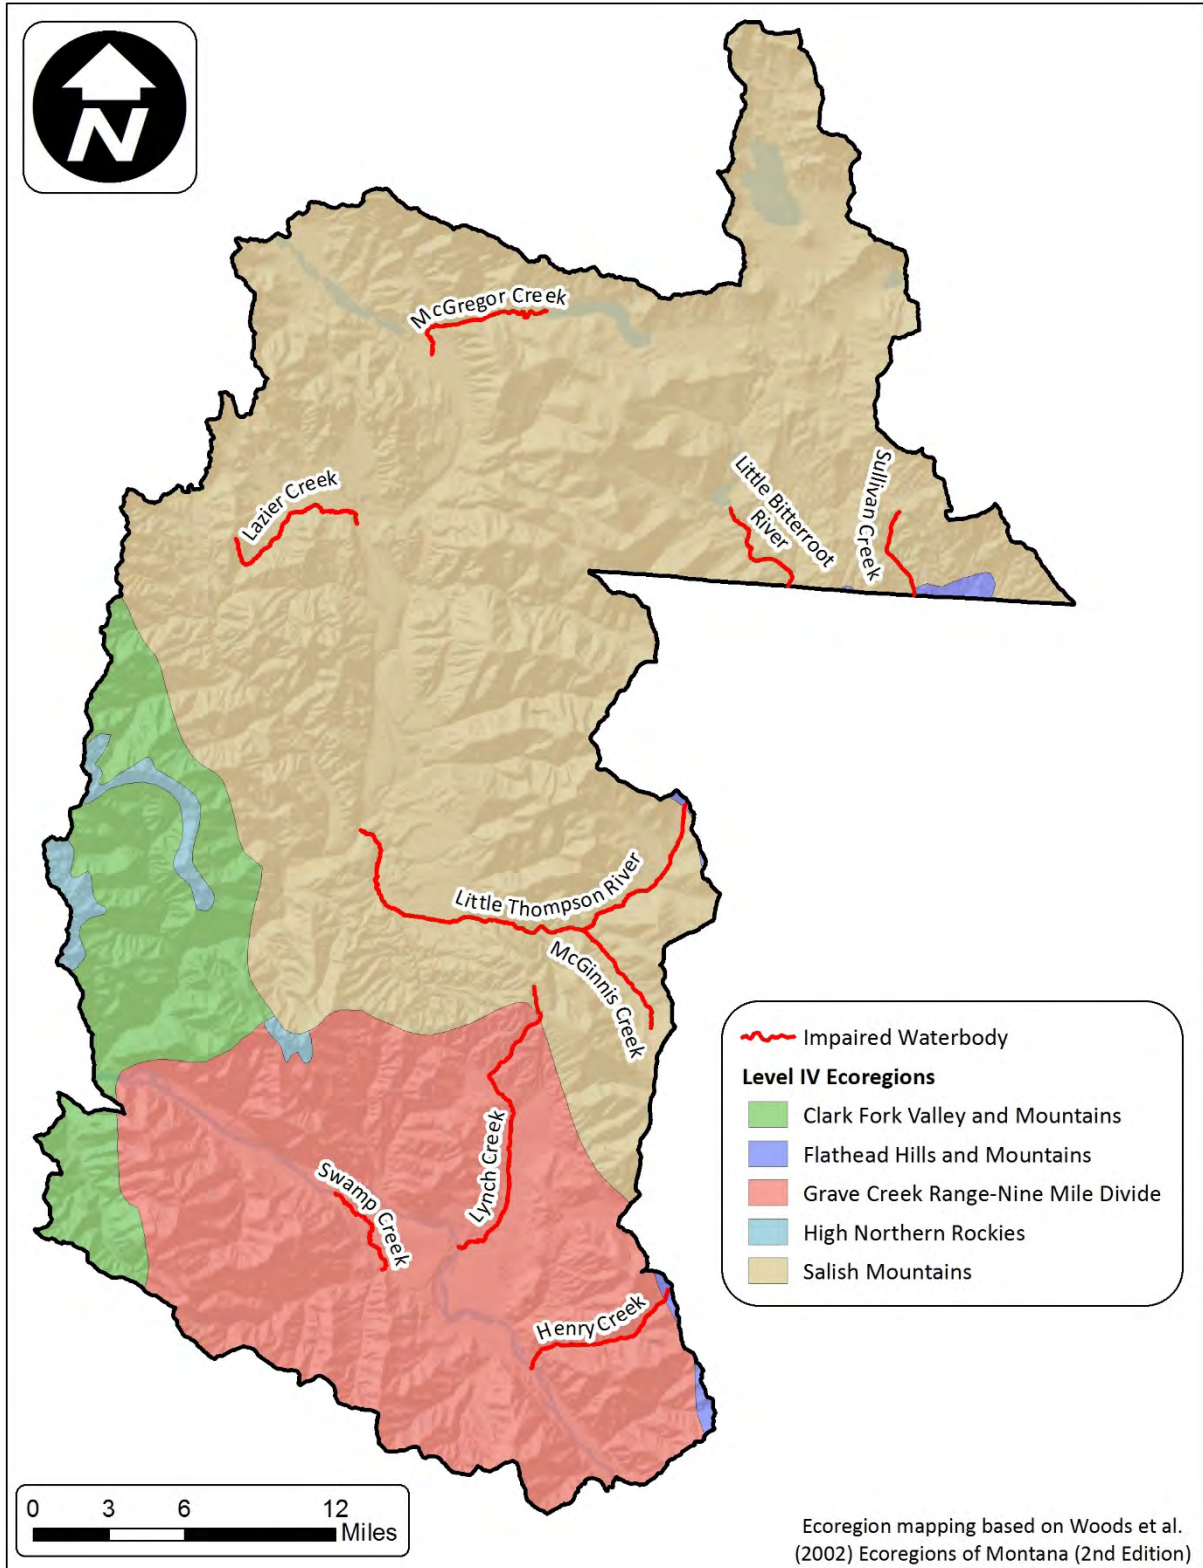 N
McGregor Creek
Lazier Creek
Little Bitterroot
River
Sullivan Creek
Little Thompson River
McGinnis Creek
Lynch Creek
Swamp Creek
Henry Creek
Impaired Waterbody
Level IV Ecoregions
Clark Fork Valley and Mountains
Flathead Hills and Mountains
Grave Creek Range-Nine Mile Divide
High Northern Rockies
Salish Mountains
0 3 6 12
Miles
Ecoregion mapping based on Woods et al.
(2002) Ecoregions of Montana (2nd Edition)